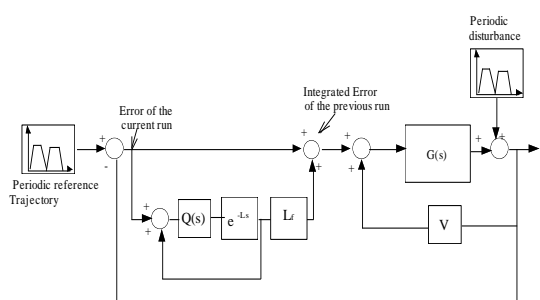 Periodic
disturbance
Integrated Error
of the previous run
Error of the
current run
+
-
+
+
+
+
+
+
+
G(s)
Periodic reference
Trajectory
+
+
Q(s)
e -Ls
Lf
V